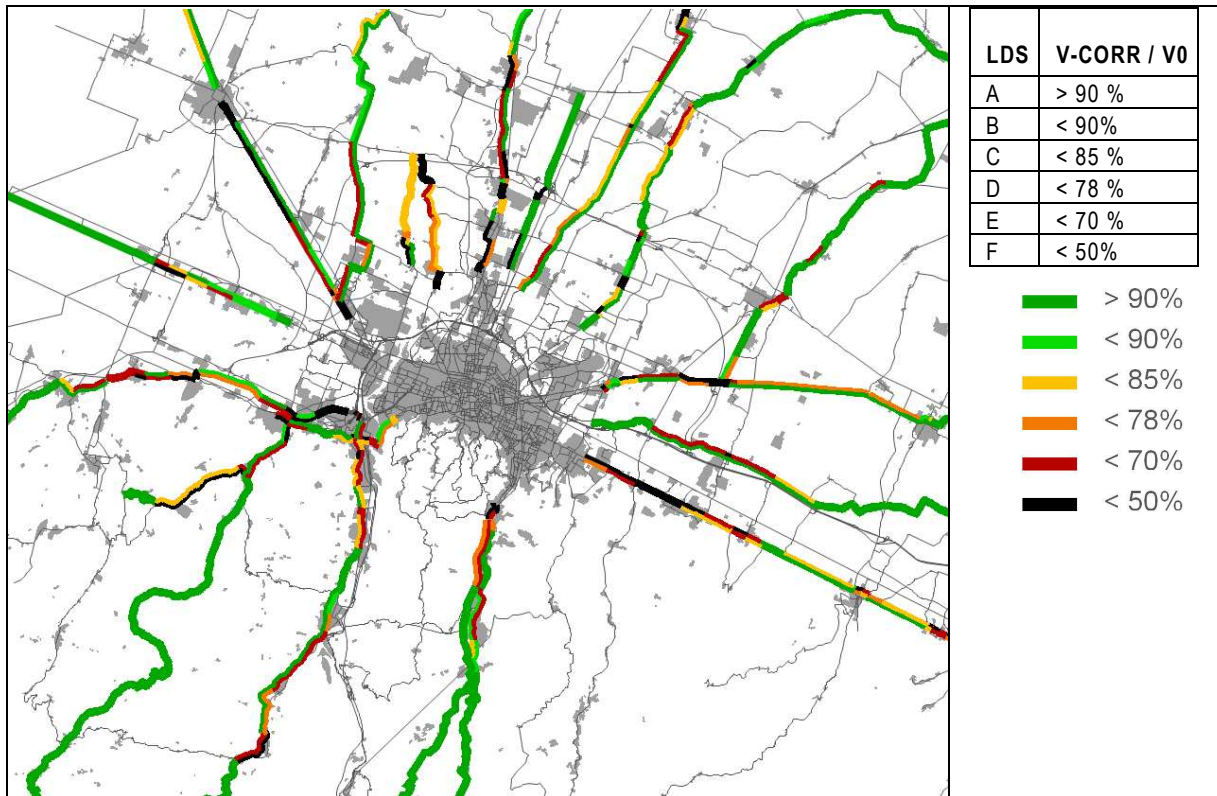 LDS V-CORR / V0
A > 90 %
B < 90%
C < 85 %
D < 78 %
E < 70 %
F < 50%
> 90%
< 90%
< 85%
< 78%
< 70%
< 50%